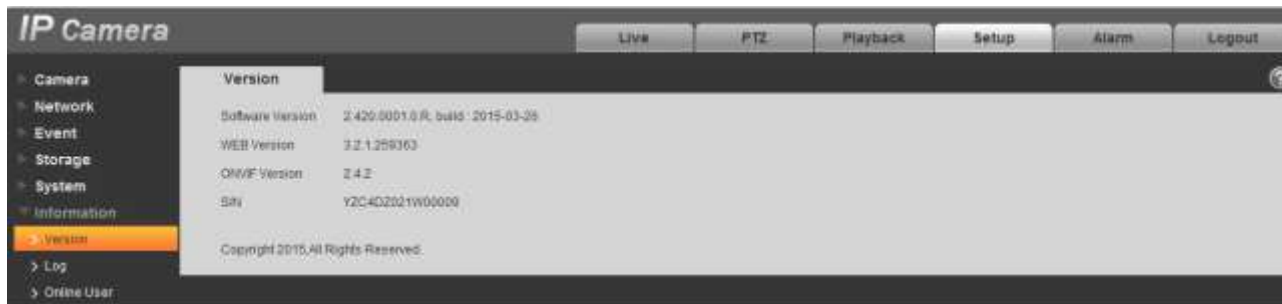 IP Camera
Live
PTZ
Playback
Setup
Alarm
Logout
Camera
Network
Event
Storage
System
Information
Version
Log
Online User
Version
Software Version 2.420.0001.0.R, build : 2015-03-26
WEB Version 3.2.1.259363
ONVIF Version 2.4.2
S/N YZC4DZ021W00009
Copyright 2015,All Rights Reserved.